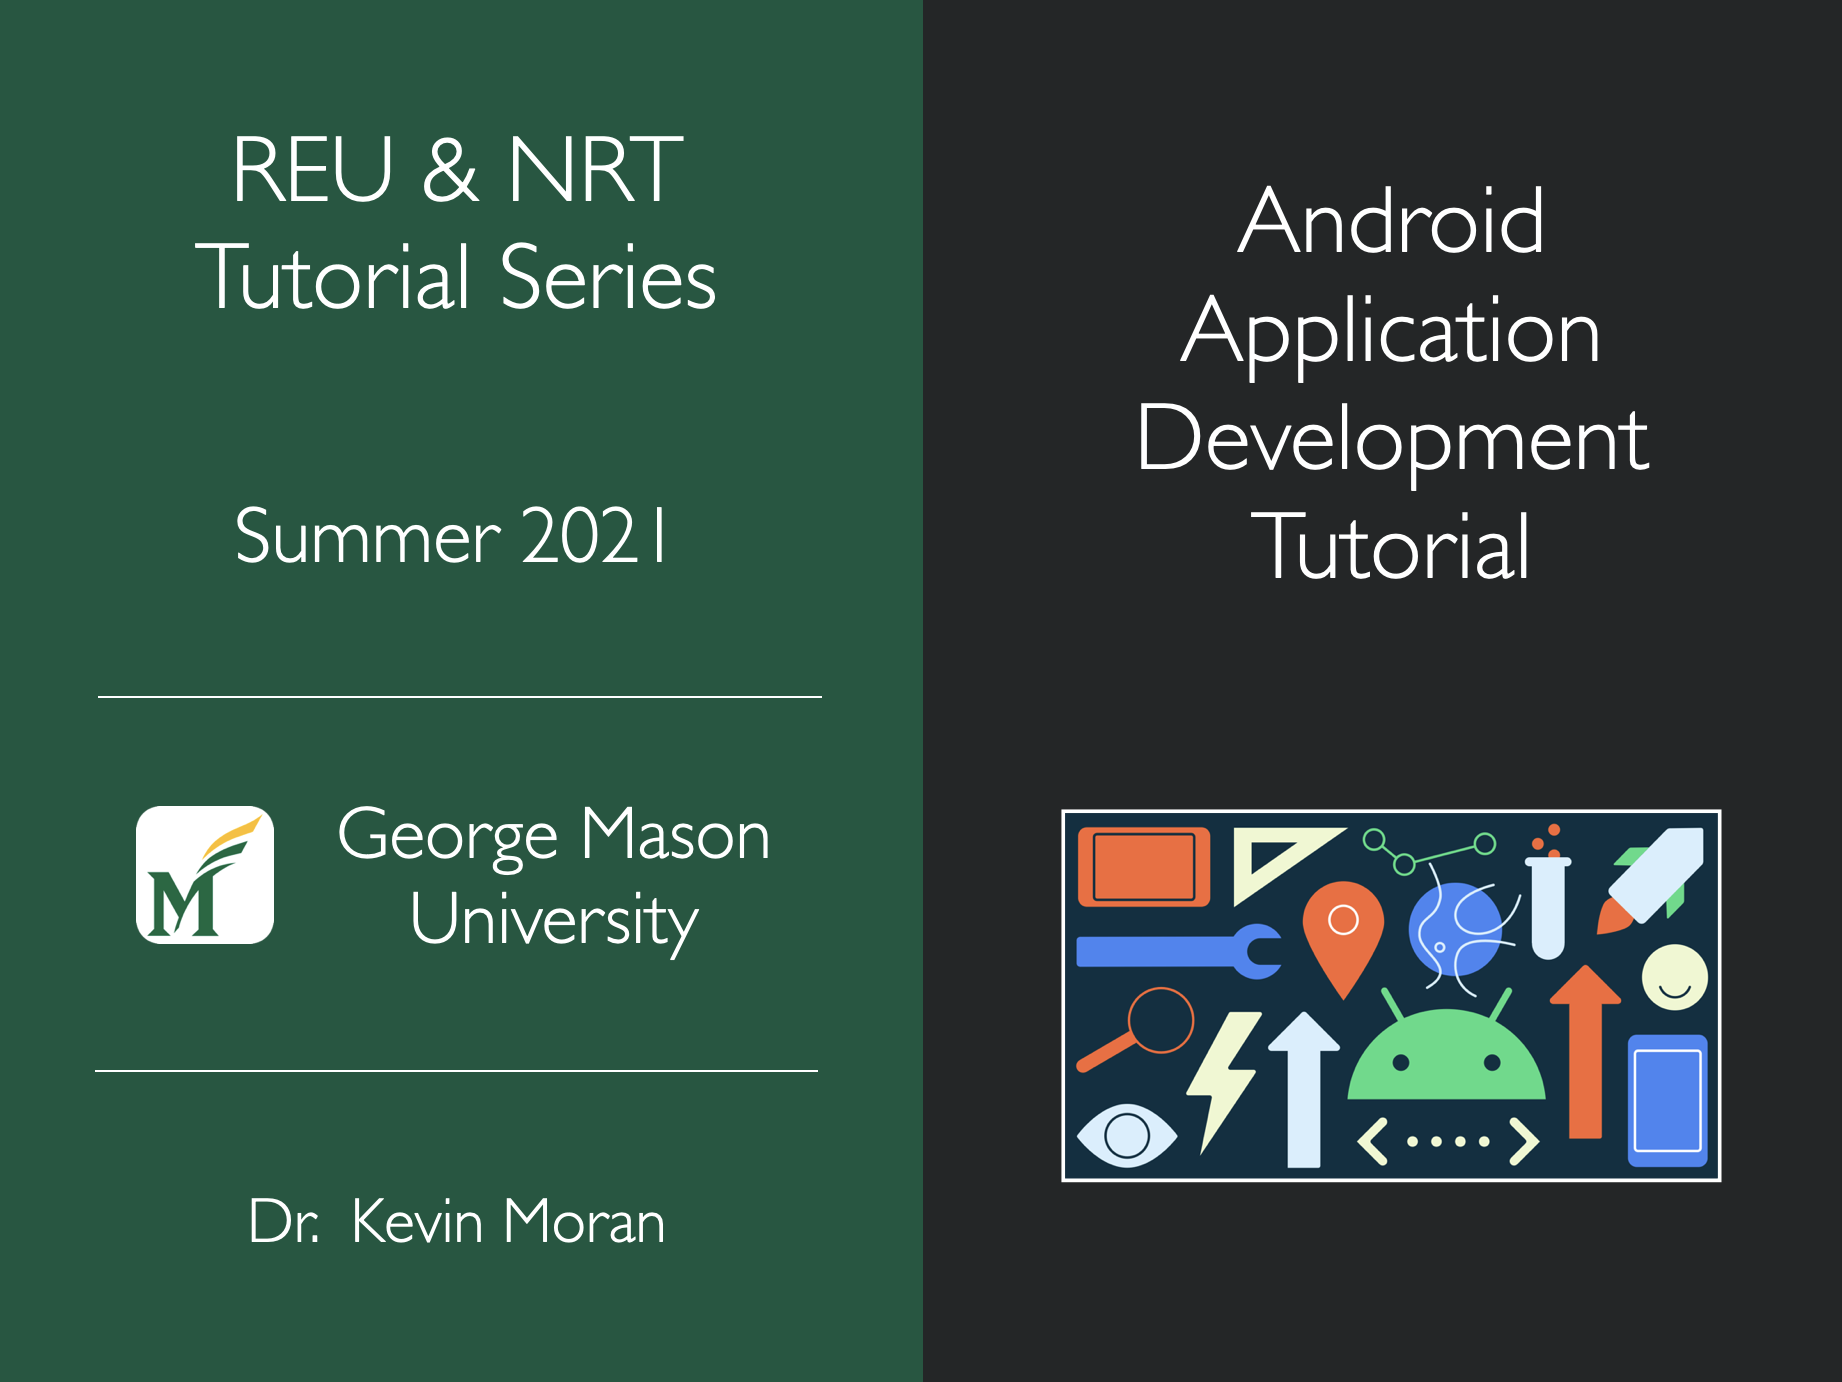 REU & NRT
Tutorial Series
Summer 2021
M
George Mason
University
Dr. Kevin Moran
Android
Application
Development
Tutorial